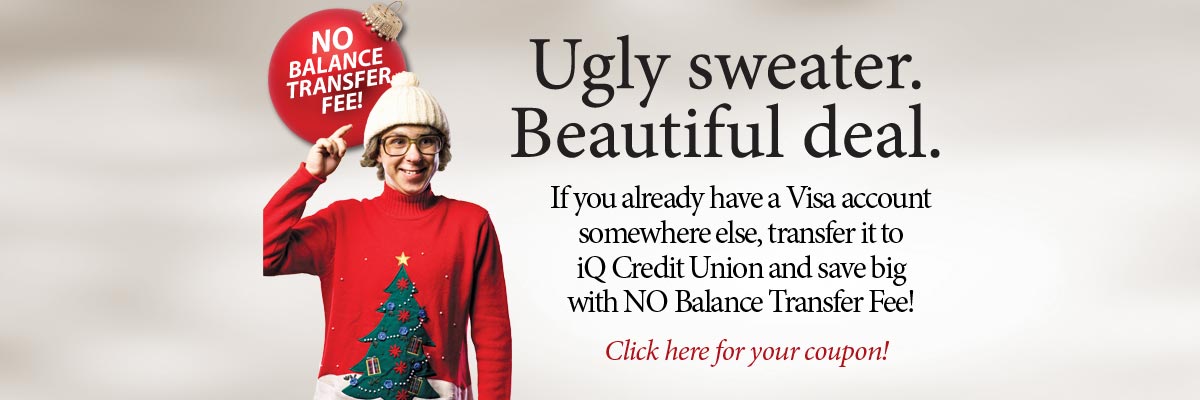 NO
BALANCE
TRANSFER
FEE!
Ugly sweater.
Beautiful deal.
If you already have a Visa account
somewhere else, transfer it to
iQ Credit Union and save big
with NO Balance Transfer Fee!
Click here for your coupon!